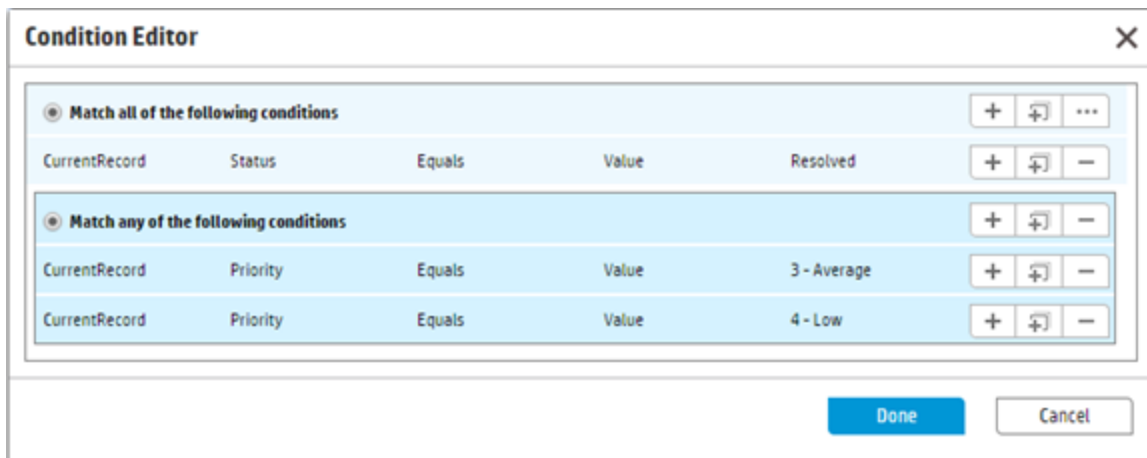 Condition Editor
Match all of the following conditions
CurrentRecord Status Equals Value Resolved
Match any of the following conditions
CurrentRecord Priority Equals Value 3 - Average
CurrentRecord Priority Equals Value 4 - Low
Done Cancel